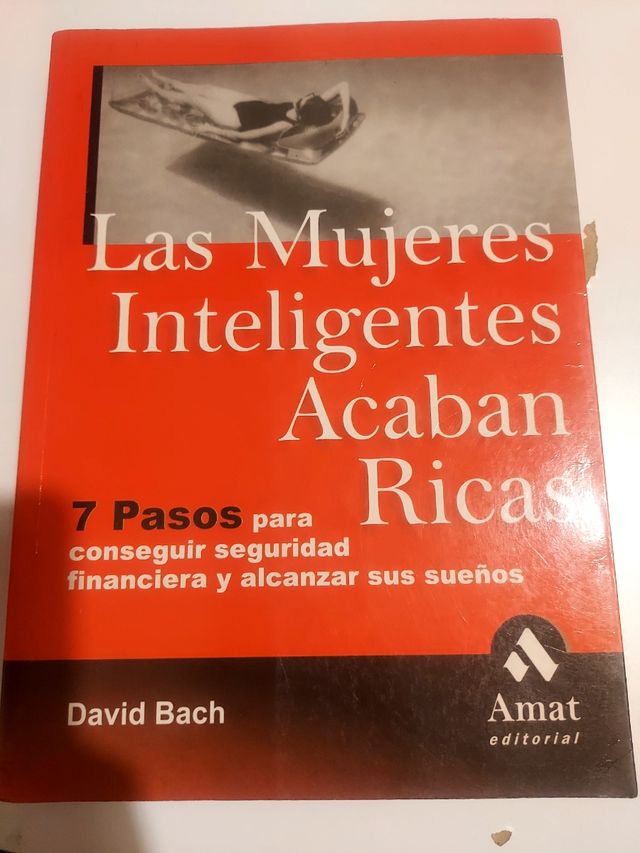 Las Mujeres
Inteligentes
Acaban
Ricas
7 Pasos para
conseguir seguridad
financiera y alcanzar sus sueños
David Bach
Amat
editorial